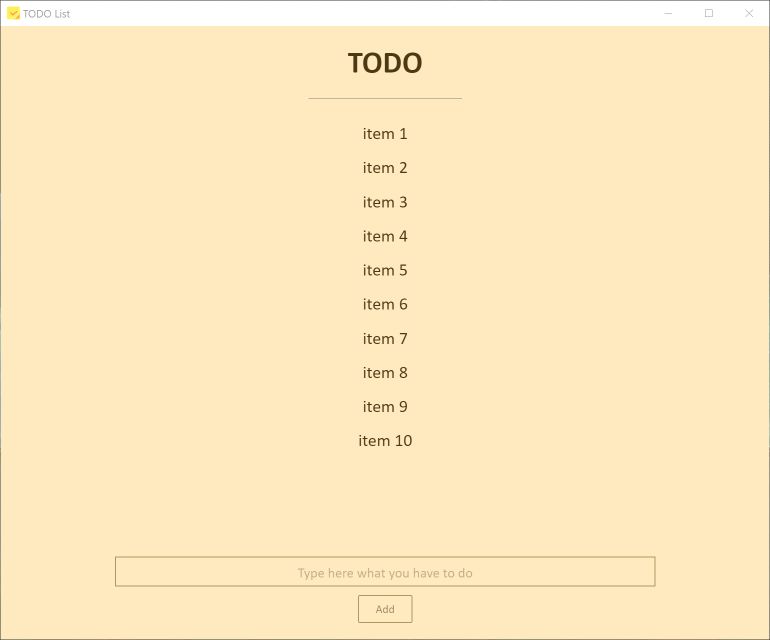 TODO List
TODO
item 1
item 2
item 3
item 4
item 5
item 6
item 7
item 8
item 9
item 10
Type here what you have to do
Add